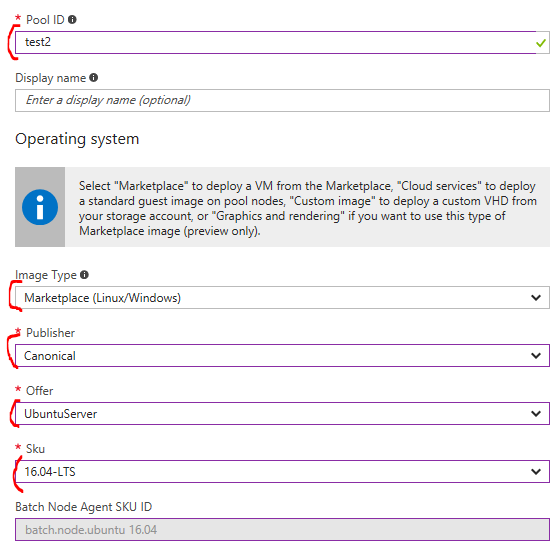 * Pool ID
test2
Display name
Enter a display name (optional)
Operating system
Select "Marketplace" to deploy a VM from the Marketplace, "Cloud services" to deploy
a standard guest image on pool nodes, "Custom image" to deploy a custom VHD from
your storage account, or "Graphics and rendering" if you want to use this type of
Marketplace image (preview only).
Image Type
Marketplace (Linux/Windows)
* Publisher
Canonical
* Offer
UbuntuServer
* Sku
16.04-LTS
Batch Node Agent SKU ID
batch.node.ubuntu 16.04